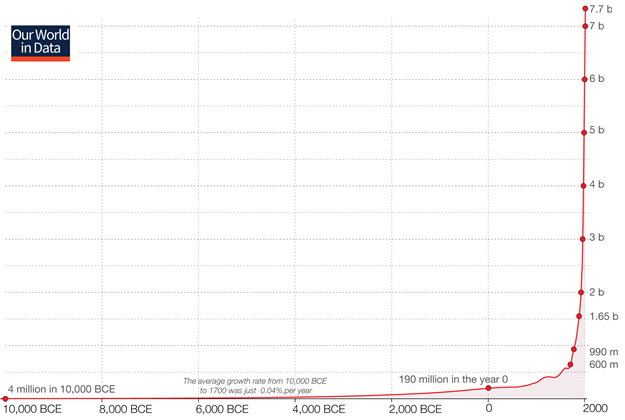 Our World
in Data
7.7 b
7 b
6 b
5 b
4 b
3 b
2 b
1.65 b
990 m
600 m
190 million in the year 0
The average growth rate from 10,000 BCE
to 1700 was just 0.04% per year
4 million in 10,000 BCE
10,000 BCE 8,000 BCE 6,000 BCE 4,000 BCE 2,000 BCE 0 2000